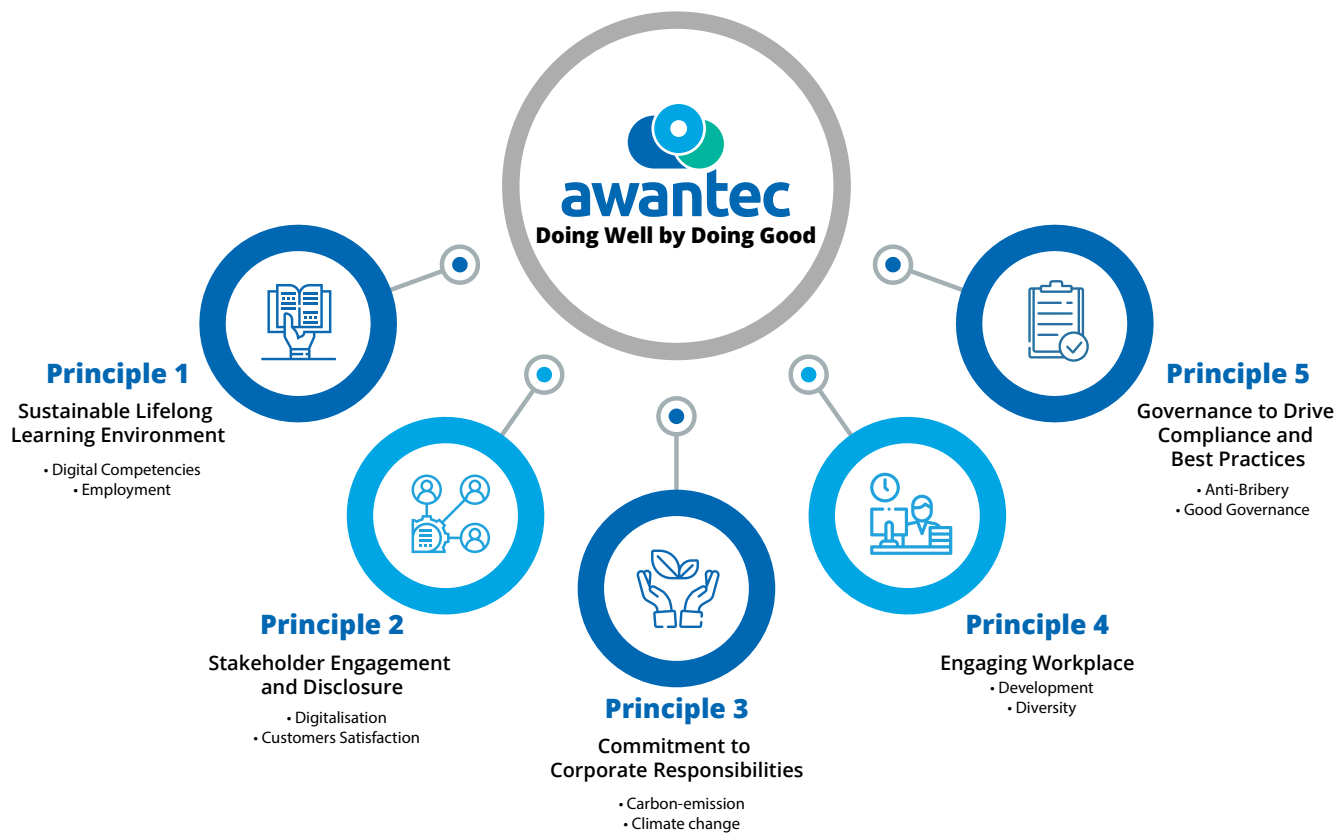 awantec
Doing Well by Doing Good
Principle 1
Sustainable Lifelong
Learning Environment
• Digital Competencies
• Employment
Principle 2
Stakeholder Engagement
and Disclosure
• Digitalisation
• Customers Satisfaction
Principle 3
Commitment to
Corporate Responsibilities
• Carbon-emission
• Climate change
Principle 4
Engaging Workplace
• Development
• Diversity
Principle 5
Governance to Drive
Compliance and
Best Practices
• Anti-Bribery
• Good Governance